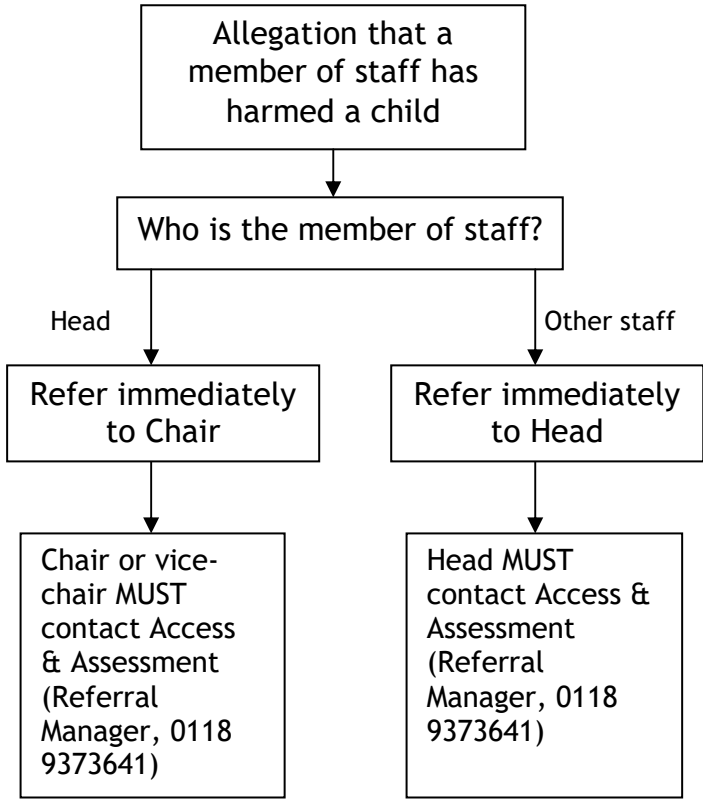 Allegation that a
member of staff has
harmed a child
Who is the member of staff?
Head
Other staff
Refer immediately
to Chair
Refer immediately
to Head
Chair or vice-
chair MUST
contact Access
& Assessment
(Referral
Manager, 0118
9373641)
Head MUST
contact Access &
Assessment
(Referral
Manager, 0118
9373641)